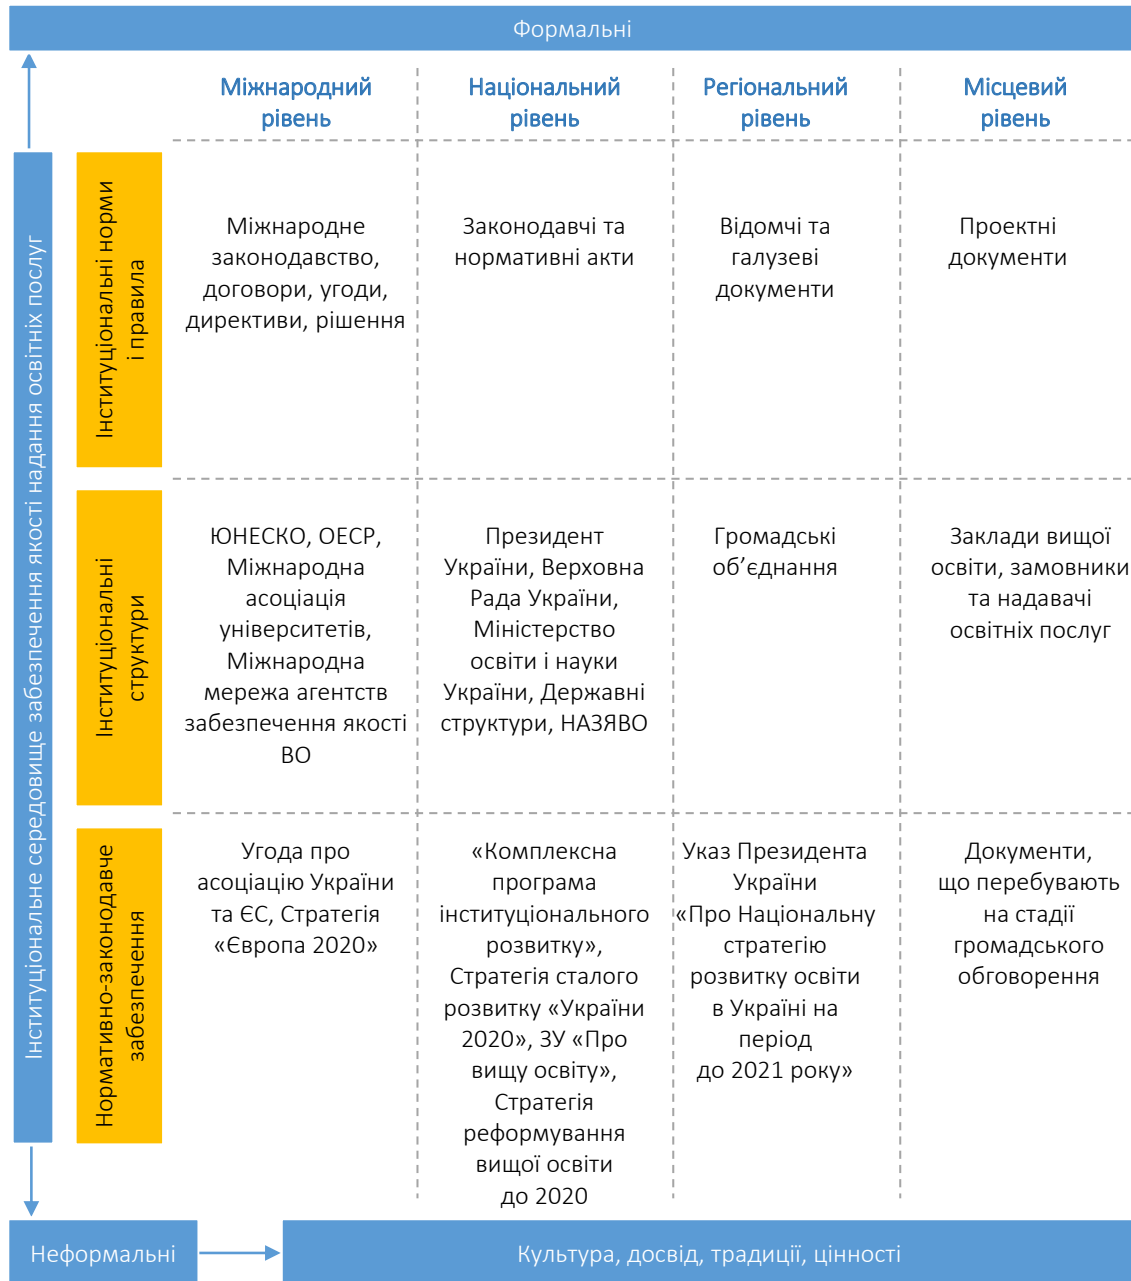 Формальні
Міжнародний
рівень
Національний
рівень
Регіональний
рівень
Місцевий
рівень
Інституціональне середовище забезпечення якості надання освітніх послуг
Інституціональні норми
і правила
Міжнародне
законодавство,
договори, угоди,
директиви, рішення
Законодавчі та
нормативні акти
Відомчі та
галузеві
документи
Проектні
документи
Інституціональні
структури
ЮНЕСКО, ОЕСР,
Міжнародна
асоціація
університетів,
Міжнародна
мережа агентств
забезпечення якості
ВО
Президент
України, Верховна
Рада України,
Міністерство
освіти і науки
України, Державні
структури, НАЗЯВО
Громадські
об’єднання
Заклади вищої
освіти, замовники
та надавачі
освітніх послуг
Нормативно-законодавче
забезпечення
Угода про
асоціацію України
та ЄС, Стратегія
«Європа 2020»
«Комплексна
програма
інституціонального
розвитку»,
Стратегія сталого
розвитку «України
2020», ЗУ «Про
вищу освіту»,
Стратегія
реформування
вищої освіти
до 2020
Указ Президента
України
«Про Національну
стратегію
розвитку освіти
в Україні на
період
до 2021 року»
Документи,
що перебувають
на стадії
громадського
обговорення
Неформальні
Культура, досвід, традиції, цінності